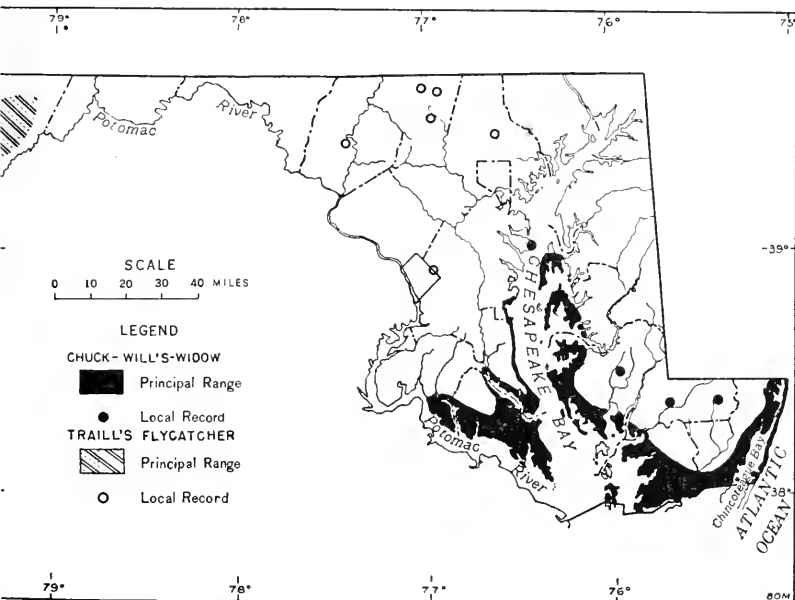 79° 78° 77° 76° 75°
Potomac River
-39°-
SCALE
0 10 20 30 40 MILES
LEGEND
CHUCK-WILL'S-WIDOW
Principal Range
Local Record
TRAILL'S FLYCATCHER
Principal Range
Local Record
CHESAPEAKE BAY
Potomac River
Chincoteague Bay
ATLANTIC OCEAN
38°-
79° 78° 77° 76°
80M